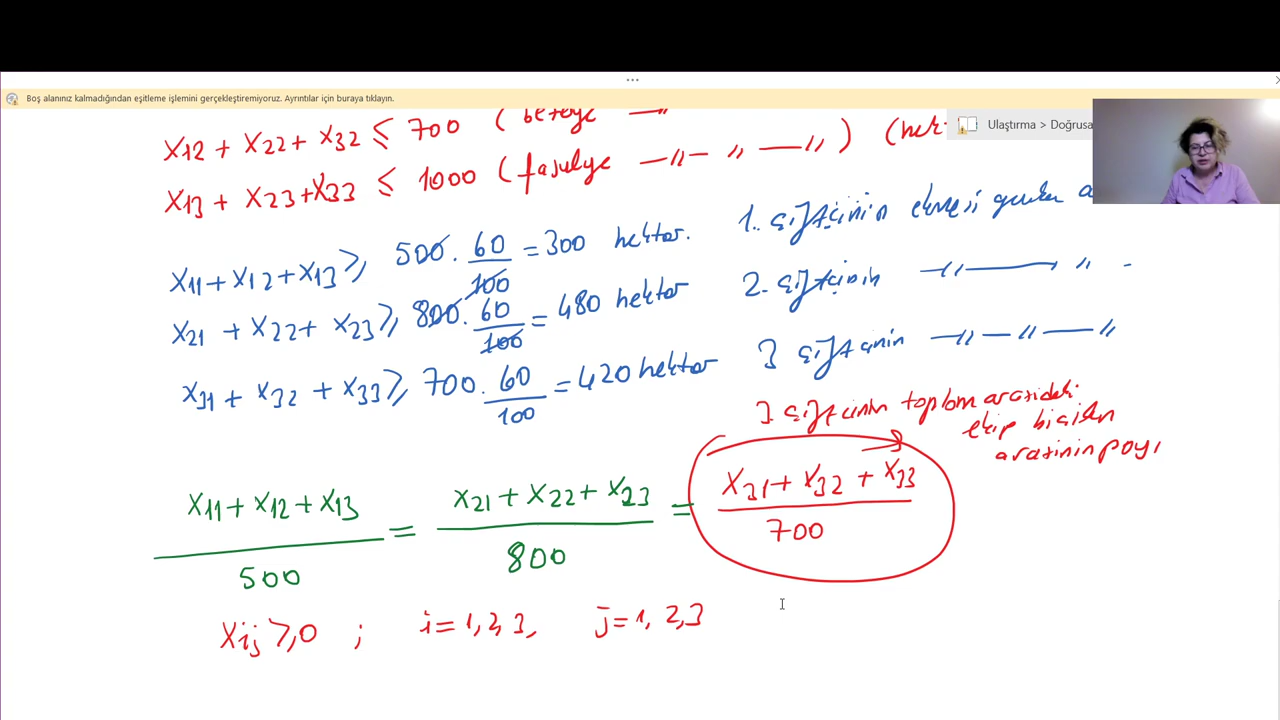 Boş alanınız kalmadığından eşitleme işlemini gerçekleştiremiyoruz. Ayrıntılar için buraya tıklayın.
Ulaştırma > Doğrusa
x12 + x22 + x32 ≤ 700 (
x13 + x23 + x33 ≤ 1000 (fasulye —〃— 〃 —〃) (hekt
x11 + x12 + x13 ≥ 500 . 60/100 = 300 hektar. 1. çiftçinin ekmesi gereken a
x21 + x22 + x23 ≥ 800 . 60/100 = 480 hektar 2. çiftçinin —〃— 〃 -
x31 + x32 + x33 ≥ 700 . 60/100 = 420 hektar 3 çiftçinin —〃—〃—〃
3. çiftçinin toplam arazideki
ekip biçilen
arazinin payı
x11 + x12 + x13 / 500 = x21 + x22 + x23 / 800 = x31 + x32 + x33 / 700
xij ≥ 0 ; i = 1, 2, 3, j = 1, 2, 3